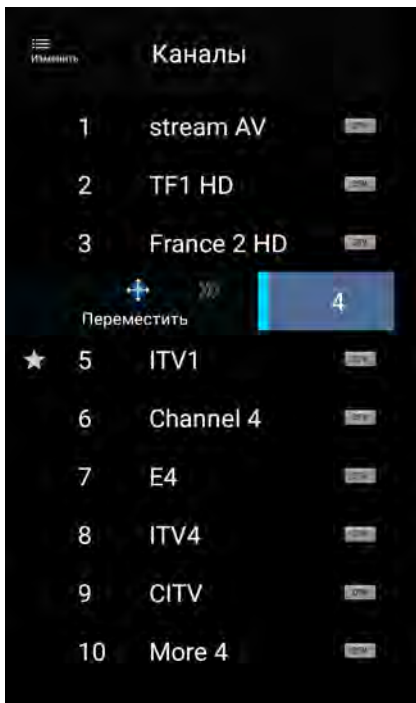 Изменить
Каналы
1 stream AV
2 TF1 HD
3 France 2 HD
Переместить
4
5 ITV1
6 Channel 4
7 E4
8 ITV4
9 CITV
10 More 4